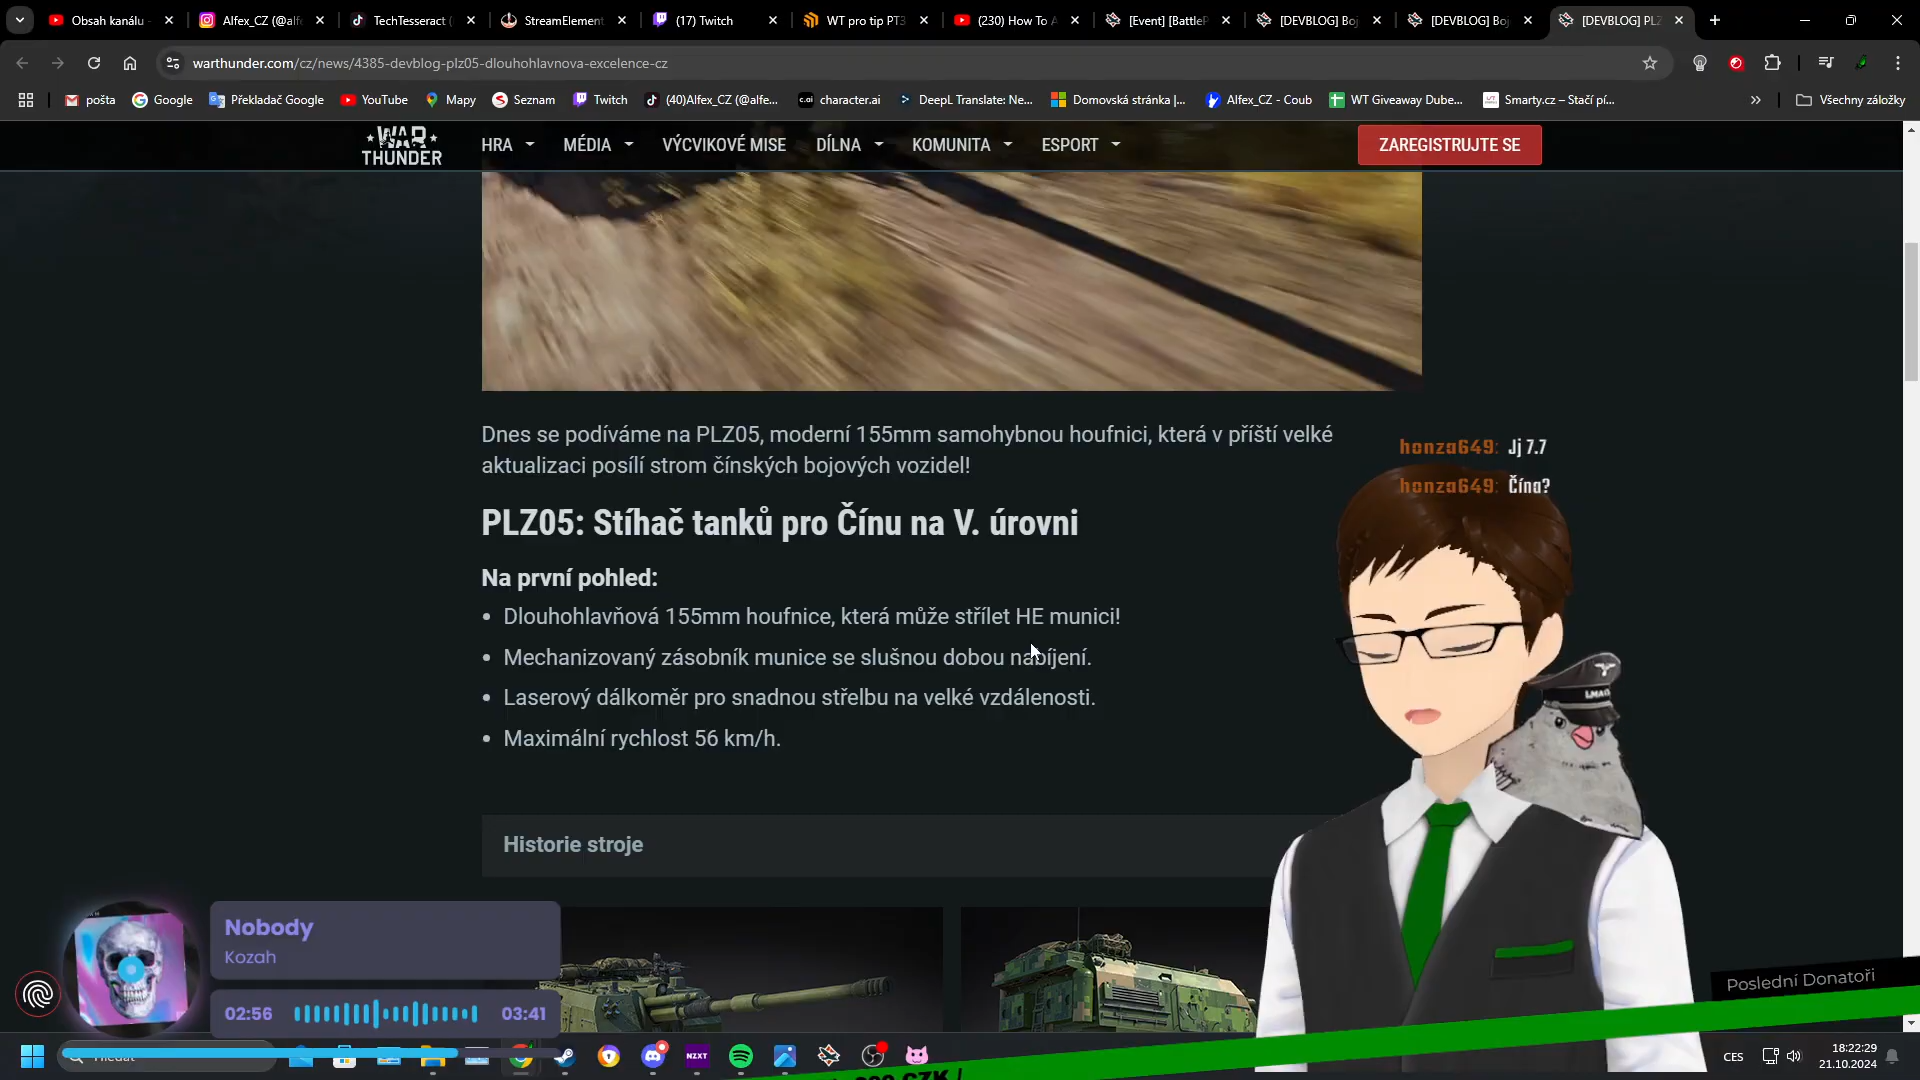 Obsah kanálu
Alfex_CZ (@alf
TechTesseract (
StreamElement
(17) Twitch
WT pro tip PT3
(230) How To A
[Event] [BattleP
[DEVBLOG] Boj
[DEVBLOG] Boj
[DEVBLOG] PLZ
warthunder.com/cz/news/4385-devblog-plz05-dlouhohlavnova-excelence-cz
pošta
Google
Překladač Google
YouTube
Mapy
Seznam
Twitch
(40)Alfex_CZ (@alfe...
c.ai
character.ai
DeepL Translate: Ne...
Domovská stránka |...
Alfex_CZ - Coub
WT Giveaway Dube...
Smarty.cz – Stačí pí...
Všechny záložky
WAR THUNDER
HRA
MÉDIA
VÝCVIKOVÉ MISE
DÍLNA
KOMUNITA
ESPORT
ZAREGISTRUJTE SE
Dnes se podíváme na PLZ05, moderní 155mm samohybnou houfnici, která v příští velké
aktualizaci posílí strom čínských bojových vozidel!
honza649: Jj 7.7
honza649: Čína?
PLZ05: Stíhač tanků pro Čínu na V. úrovni
Na první pohled:
• Dlouhohlavňová 155mm houfnice, která může střílet HE munici!
• Mechanizovaný zásobník munice se slušnou dobou nabíjení.
• Laserový dálkoměr pro snadnou střelbu na velké vzdálenosti.
• Maximální rychlost 56 km/h.
LMAO
Historie stroje
Nobody
Kozah
02:56
03:41
Poslední Donatoři
Hledat
NZXT
CES
18:22:29
21.10.2024